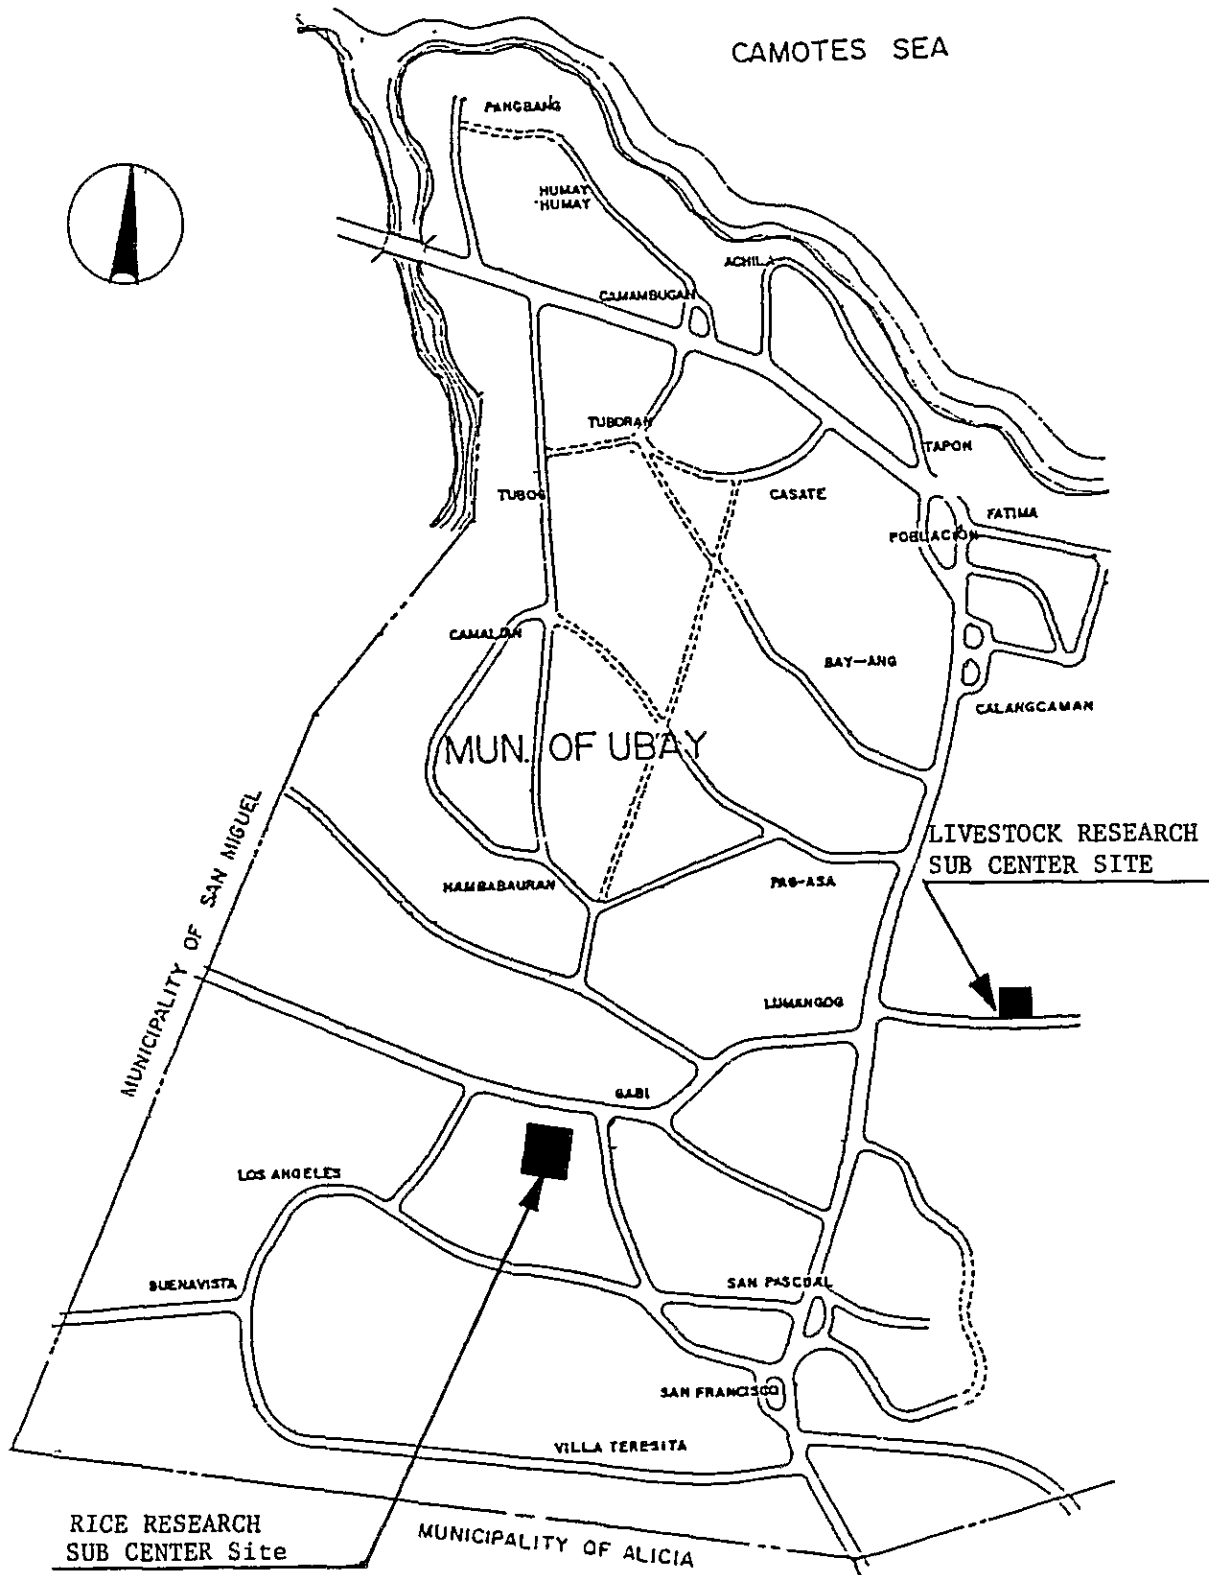 CAMOTES SEA
PANGBANG
HUMAY-
HUMAY
ACHILA
CAMAMBUGAN
TUBORAN
TAPON
TUBOG
CASATE
FATIMA
POBLACION
CAMALDIN
BAY-ANG
CALANGCAMAN
MUN. OF UBAY
LIVESTOCK RESEARCH
SUB CENTER SITE
MUNICIPALITY OF SAN MIGUEL
HAMBABAURAN
PAG-ASA
LUMANGOG
GABI
LOS ANGELES
BUENAVISTA
SAN PASCUAL
SAN FRANCISCO
VILLA TERESITA
RICE RESEARCH
SUB CENTER Site
MUNICIPALITY OF ALICIA